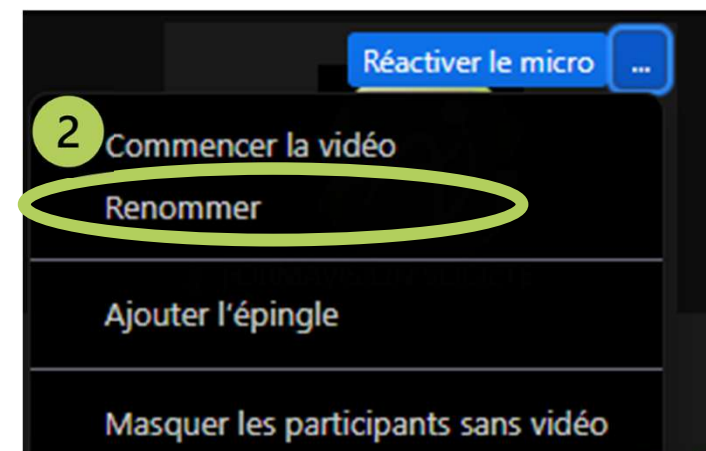 Réactiver le micro ...
2
Commencer la vidéo
Renommer
Ajouter l'épingle
Masquer les participants sans vidéo